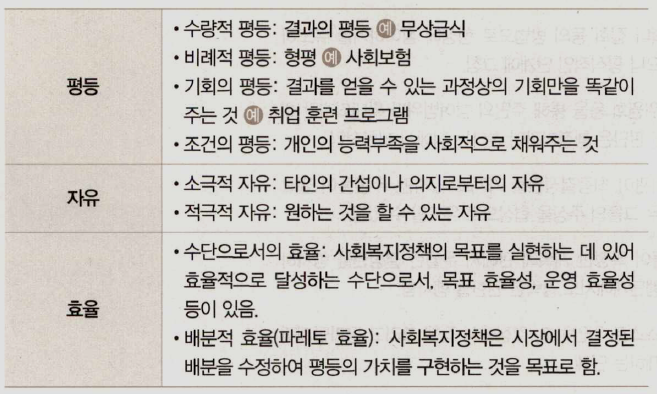 평등
• 수량적 평등: 결과의 평등 예 무상급식
• 비례적 평등: 형평 예 사회보험
• 기회의 평등: 결과를 얻을 수 있는 과정상의 기회만을 똑같이
주는 것 예 취업 훈련 프로그램
• 조건의 평등: 개인의 능력부족을 사회적으로 채워주는 것
자유
• 소극적 자유: 타인의 간섭이나 의지로부터의 자유
• 적극적 자유: 원하는 것을 할 수 있는 자유
효율
• 수단으로서의 효율: 사회복지정책의 목표를 실현하는 데 있어
효율적으로 달성하는 수단으로서, 목표 효율성, 운영 효율성
등이 있음.
• 배분적 효율(파레토 효율): 사회복지정책은 시장에서 결정된
배분을 수정하여 평등의 가치를 구현하는 것을 목표로 함.